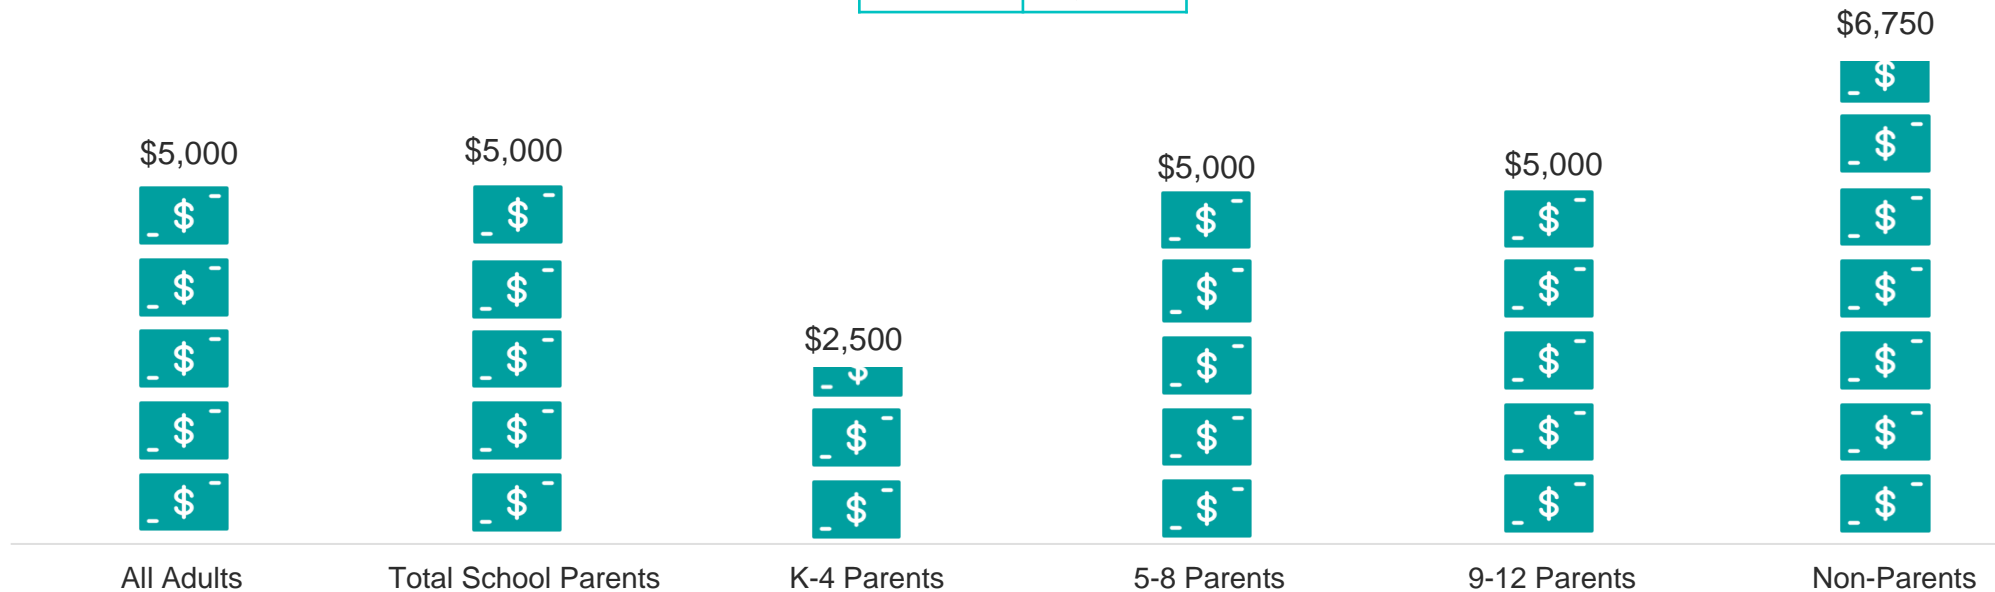 $6,750
$5,000
$5,000
$5,000
$5,000
$2,500
All Adults
Total School Parents
K-4 Parents
5-8 Parents
9-12 Parents
Non-Parents